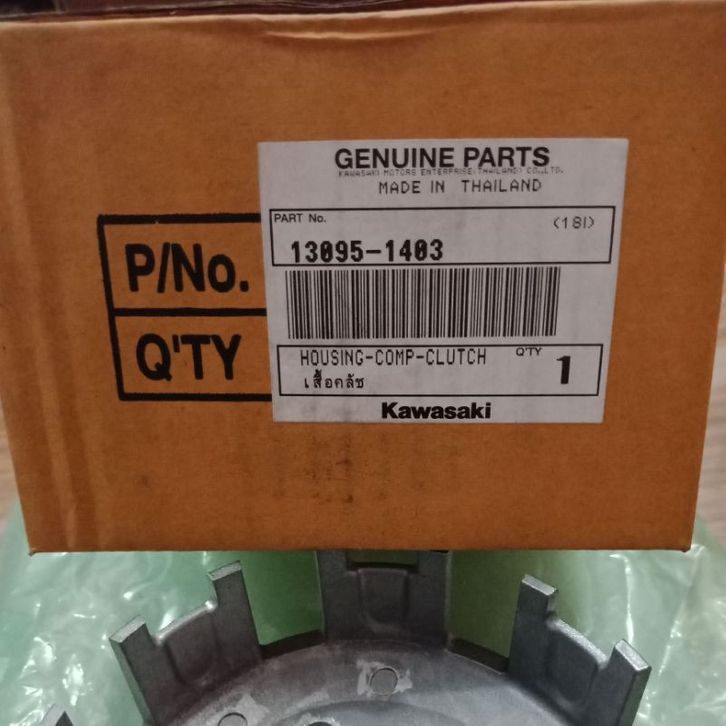 GENUINE PARTS
KAWASAKI MOTORS ENTERPRISE(THAILAND) CO.,LTD.
MADE IN THAILAND
PART No.
(18I)
13095-1403
P/No.
Q'TY
HOUSING-COMP-CLUTCH
Q'TY
1
เสื้อคลัช
Kawasaki